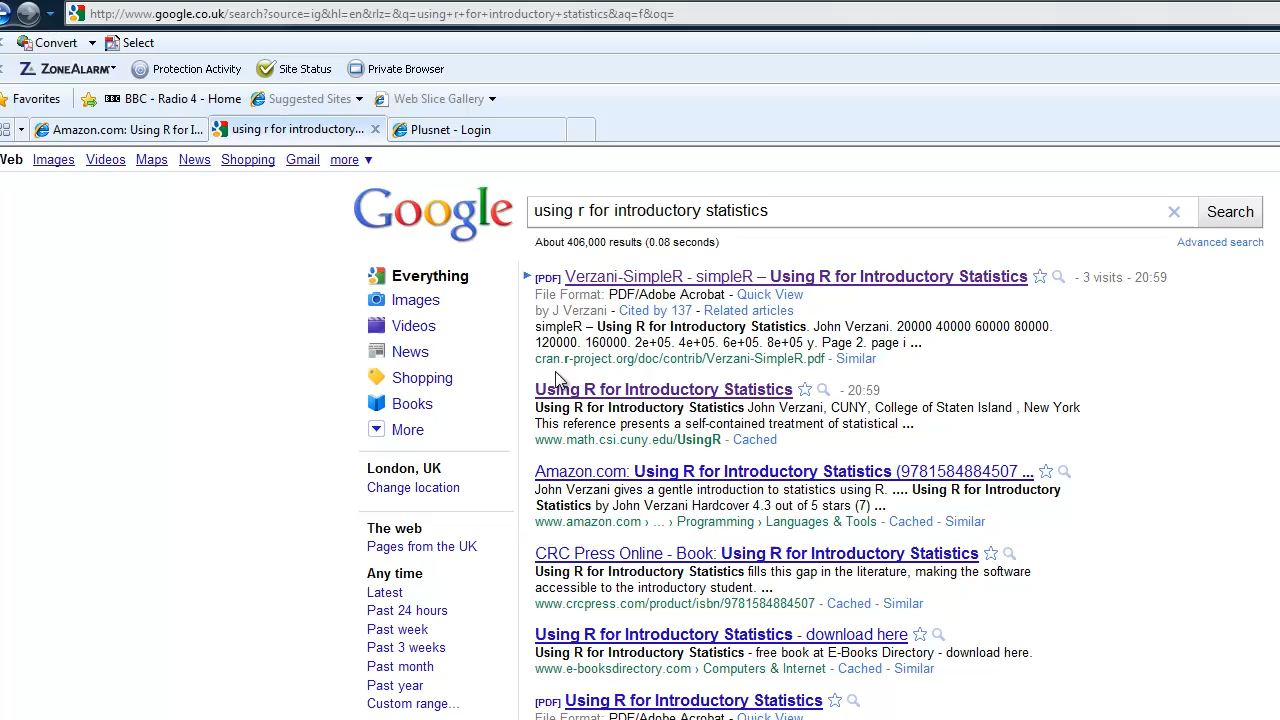 http://www.google.co.uk/search?source=ig&hl=en&rlz=&q=using+r+for+introductory+statistics&aq=f&oq=
Convert Select
ZONEALARM Protection Activity Site Status Private Browser
Favorites BBC - Radio 4 - Home Suggested Sites Web Slice Gallery
Amazon.com: Using R for I... using r for introductory... Plusnet - Login
Web Images Videos Maps News Shopping Gmail more
Google
using r for introductory statistics
Search
About 406,000 results (0.08 seconds)
Advanced search
Everything
Images
Videos
News
Shopping
Books
More
London, UK
Change location
The web
Pages from the UK
Any time
Latest
Past 24 hours
Past week
Past 3 weeks
Past month
Past year
Custom range...
[PDF] Verzani-SimpleR - simpleR – Using R for Introductory Statistics - 3 visits - 20:59
File Format: PDF/Adobe Acrobat - Quick View
by J Verzani - Cited by 137 - Related articles
simpleR – Using R for Introductory Statistics. John Verzani. 20000 40000 60000 80000.
120000. 160000. 2e+05. 4e+05. 6e+05. 8e+05 y. Page 2. page i ...
cran.r-project.org/doc/contrib/Verzani-SimpleR.pdf - Similar
Using R for Introductory Statistics - 20:59
Using R for Introductory Statistics John Verzani, CUNY, College of Staten Island , New York
This reference presents a self-contained treatment of statistical ...
www.math.csi.cuny.edu/UsingR - Cached
Amazon.com: Using R for Introductory Statistics (9781584884507 ...
John Verzani gives a gentle introduction to statistics using R. .... Using R for Introductory
Statistics by John Verzani Hardcover 4.3 out of 5 stars (7) ...
www.amazon.com › ... › Programming › Languages & Tools - Cached - Similar
CRC Press Online - Book: Using R for Introductory Statistics
Using R for Introductory Statistics fills this gap in the literature, making the software
accessible to the introductory student. ...
www.crcpress.com/product/isbn/9781584884507 - Cached - Similar
Using R for Introductory Statistics - download here
Using R for Introductory Statistics - free book at E-Books Directory - download here.
www.e-booksdirectory.com › Computers & Internet - Cached - Similar
[PDF] Using R for Introductory Statistics
File Format: PDF/Adobe Acrobat - Quick View